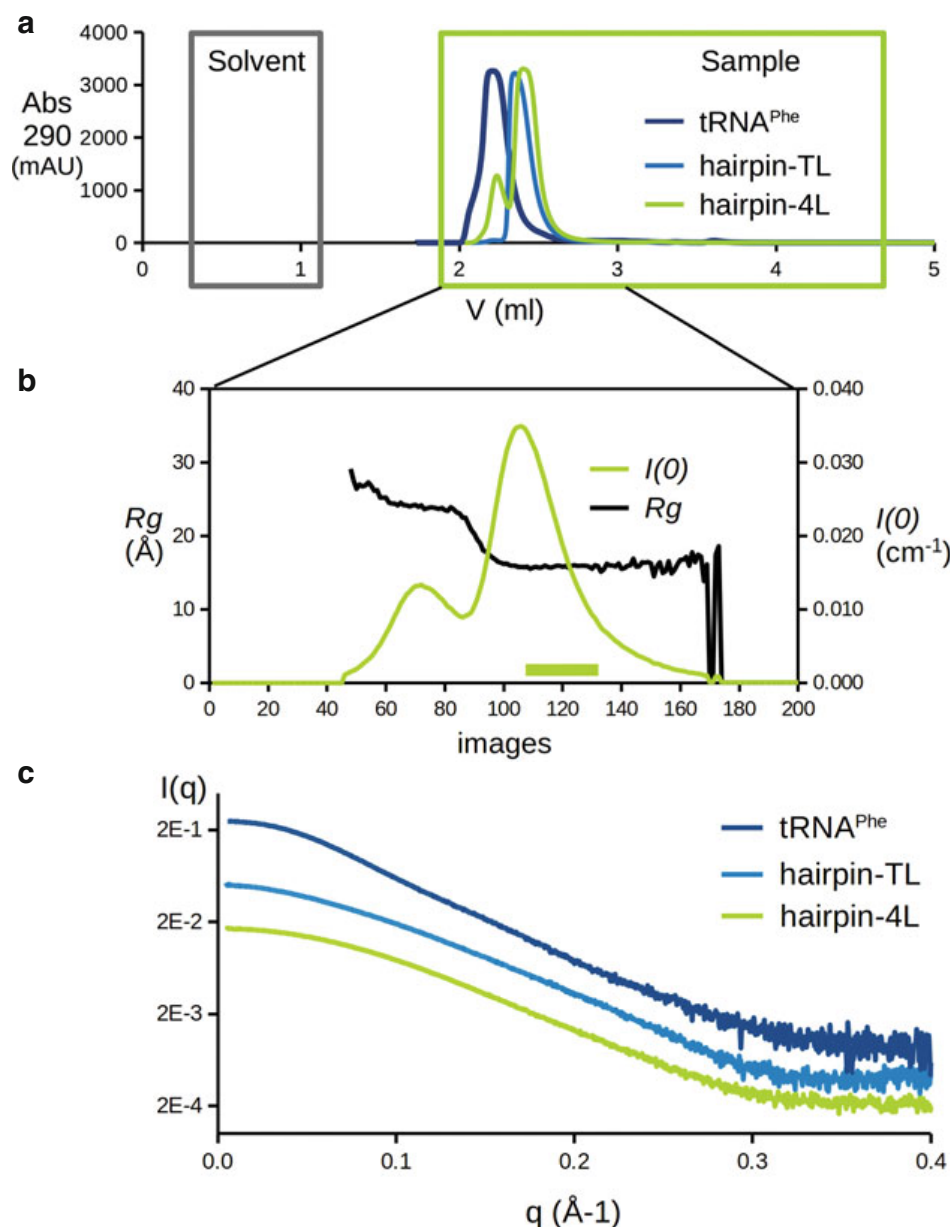 a
4000
3000
2000
1000
0
Abs
290
(mAU)
Solvent
Sample
tRNAPhe
hairpin-TL
hairpin-4L
0 1 2 3 4 5
V (ml)
b
40
30
20
10
0
Rg
(Å)
I(0)
Rg
0.040
0.030
0.020
0.010
0.000
I(0)
(cm-1)
0 20 40 60 80 100 120 140 160 180 200
images
c
I(q)
2E-1
2E-2
2E-3
2E-4
tRNAPhe
hairpin-TL
hairpin-4L
0.0 0.1 0.2 0.3 0.4
q (Å-1)